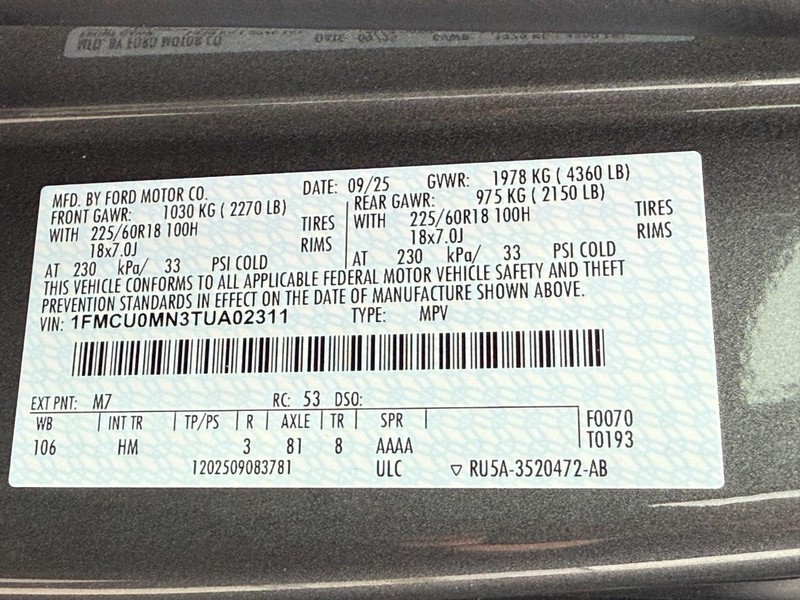 MFD. BY FORD MOTOR CO. DATE: 09/25 GVWR: 1978 KG ( 4360 LB)
FRONT GAWR: 1030 KG ( 2270 LB) REAR GAWR: 975 KG ( 2150 LB)
WITH 225/60R18 100H TIRES WITH 225/60R18 100H TIRES
18x7.0J RIMS 18x7.0J RIMS
AT 230 kPa/ 33 PSI COLD AT 230 kPa/ 33 PSI COLD
THIS VEHICLE CONFORMS TO ALL APPLICABLE FEDERAL MOTOR VEHICLE SAFETY AND THEFT
PREVENTION STANDARDS IN EFFECT ON THE DATE OF MANUFACTURE SHOWN ABOVE.
VIN: 1FMCU0MN3TUA02311 TYPE: MPV
EXT PNT: M7 RC: 53 DSO:
WB INT TR TP/PS R AXLE TR SPR F0070
106 HM 3 81 8 AAAA T0193
1202509083781 ULC ▽ RU5A-3520472-AB